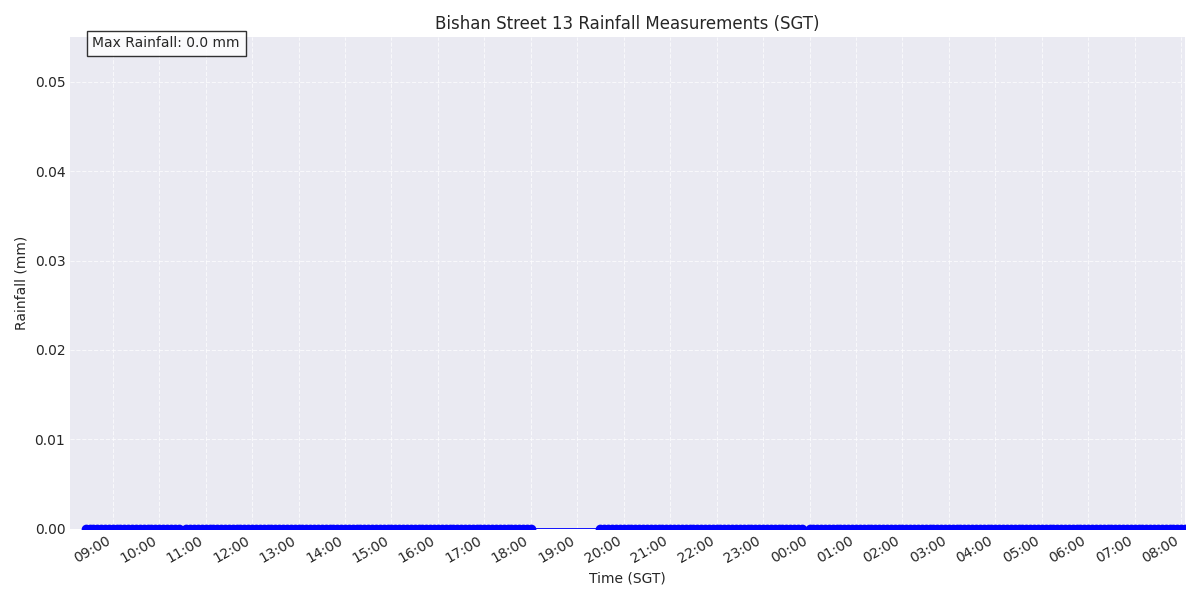 Bishan Street 13 Rainfall Measurements (SGT)
Max Rainfall: 0.0 mm
0.05
0.04
0.03
0.02
0.01
0.00
Rainfall (mm)
09:00 10:00 11:00 12:00 13:00 14:00 15:00 16:00 17:00 18:00 19:00 20:00 21:00 22:00 23:00 00:00 01:00 02:00 03:00 04:00 05:00 06:00 07:00 08:00
Time (SGT)